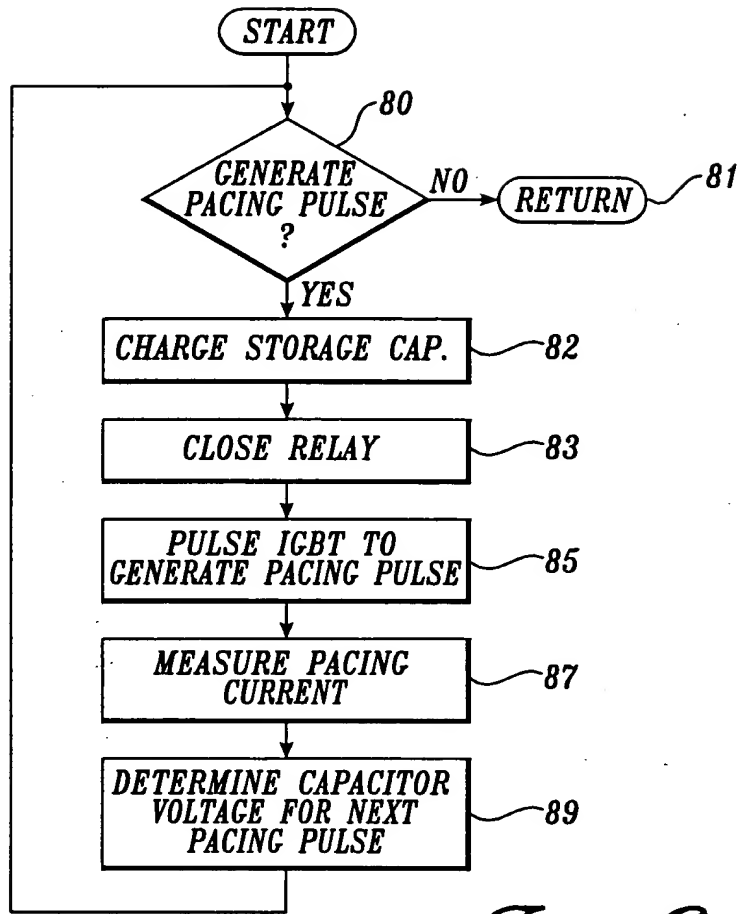 START
80
GENERATE
PACING PULSE
?
NO
RETURN
81
YES
CHARGE STORAGE CAP.
82
CLOSE RELAY
83
PULSE IGBT TO
GENERATE PACING PULSE
85
MEASURE PACING
CURRENT
87
DETERMINE CAPACITOR
VOLTAGE FOR NEXT
PACING PULSE
89